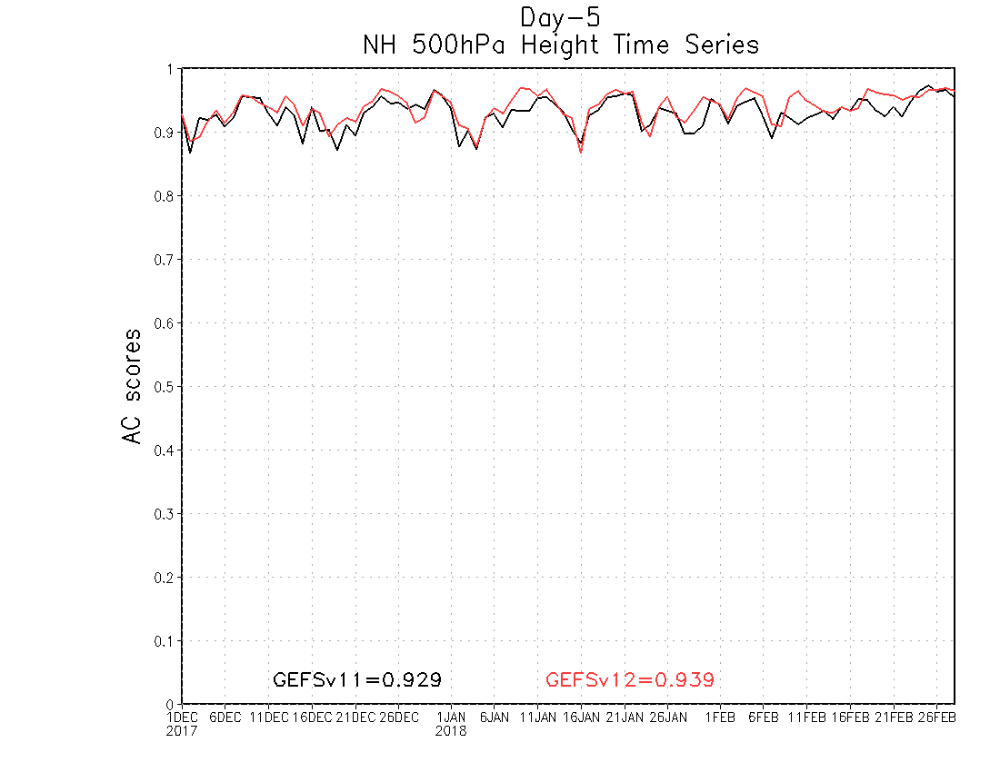 Day-5
NH 500hPa Height Time Series
AC scores
1
0.9
0.8
0.7
0.6
0.5
0.4
0.3
0.2
0.1
0
GEFSv11=0.929 GEFSv12=0.939
1DEC 6DEC 11DEC 16DEC 21DEC 26DEC 1JAN 6JAN 11JAN 16JAN 21JAN 26JAN 1FEB 6FEB 11FEB 16FEB 21FEB 26FEB
2017 2018